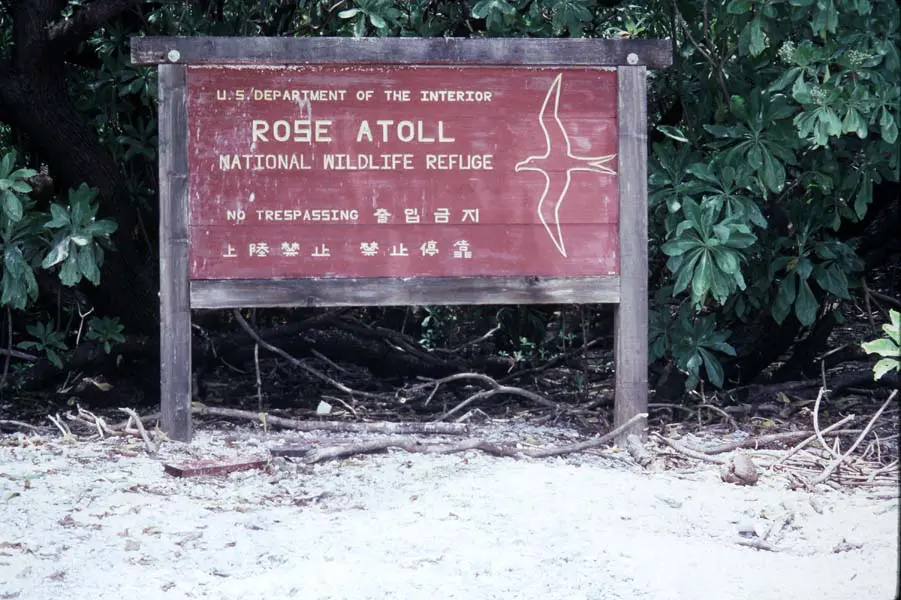 U.S. DEPARTMENT OF THE INTERIOR
ROSE ATOLL
NATIONAL WILDLIFE REFUGE
NO TRESPASSING 출입금지
上陸禁止 禁止停靠